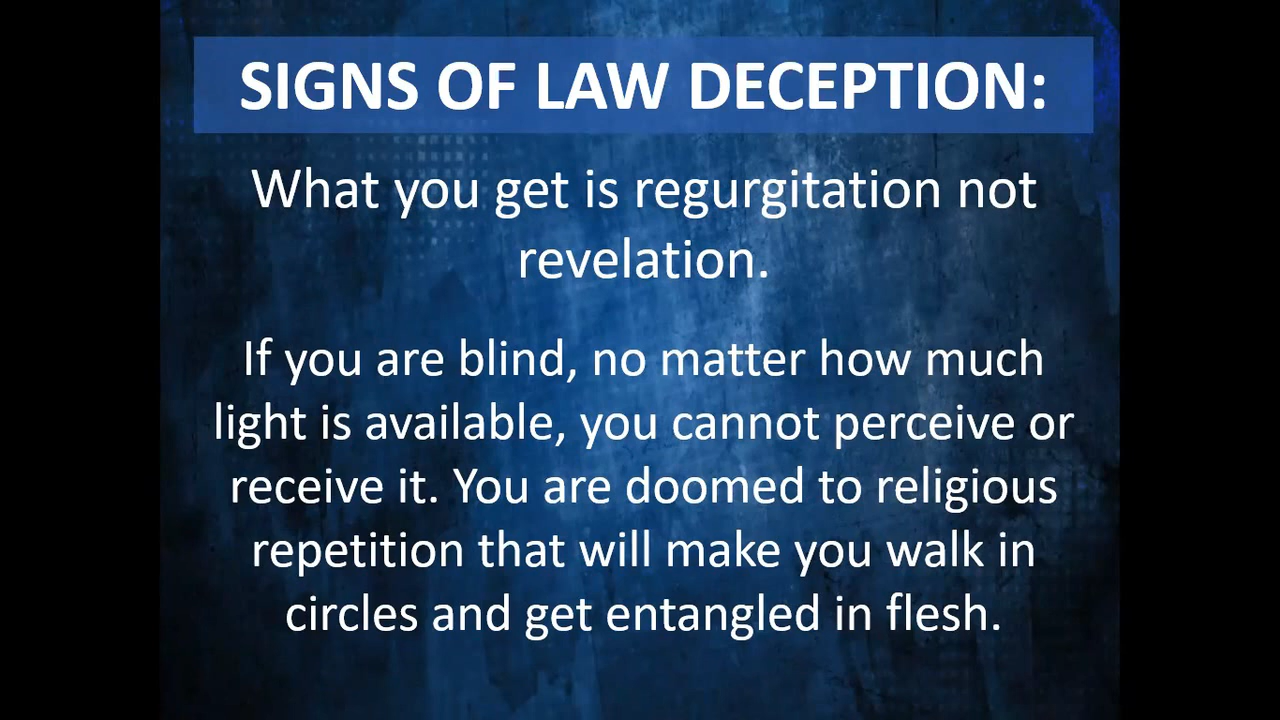 SIGNS OF LAW DECEPTION:
What you get is regurgitation not
revelation.
If you are blind, no matter how much
light is available, you cannot perceive or
receive it. You are doomed to religious
repetition that will make you walk in
circles and get entangled in flesh.